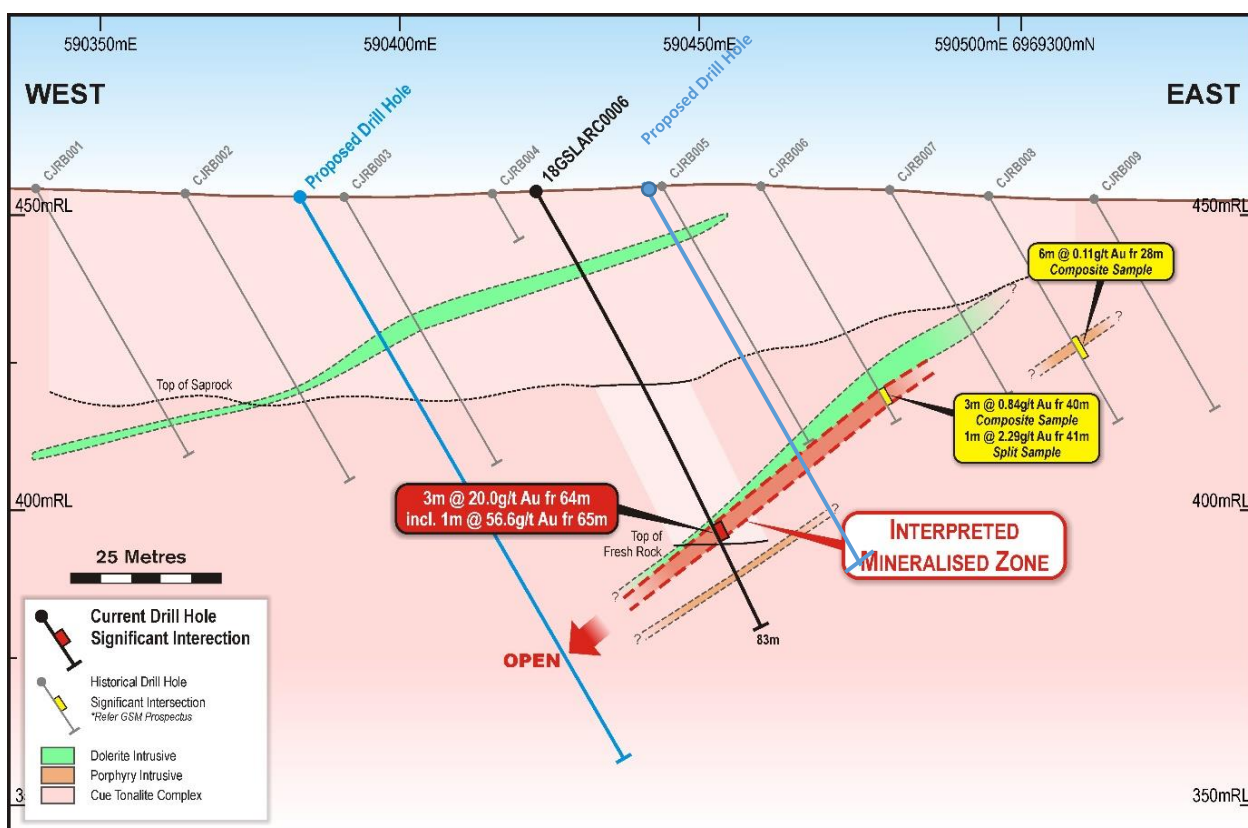 590350mE
590400mE
590450mE
590500mE 6969300mN
WEST
EAST
CJRB001
CJRB002
Proposed Drill Hole
CJRB003
CJRB004
18GSLARC0006
Proposed Drill Hole
CJRB005
CJRB006
CJRB007
CJRB008
CJRB009
450mRL
450mRL
6m @ 0.11g/t Au fr 28m
Composite Sample
?
?
?
Top of Saprock
3m @ 0.84g/t Au fr 40m
Composite Sample
1m @ 2.29g/t Au fr 41m
Split Sample
400mRL
400mRL
3m @ 20.0g/t Au fr 64m
incl. 1m @ 56.6g/t Au fr 65m
?
Top of
Fresh Rock
INTERPRETED
MINERALISED ZONE
25 Metres
?
?
OPEN
83m
Current Drill Hole
Significant Interection
Historical Drill Hole
Significant Intersection
*Refer GSM Prospectus
Dolerite Intrusive
Porphyry Intrusive
Cue Tonalite Complex
350mRL